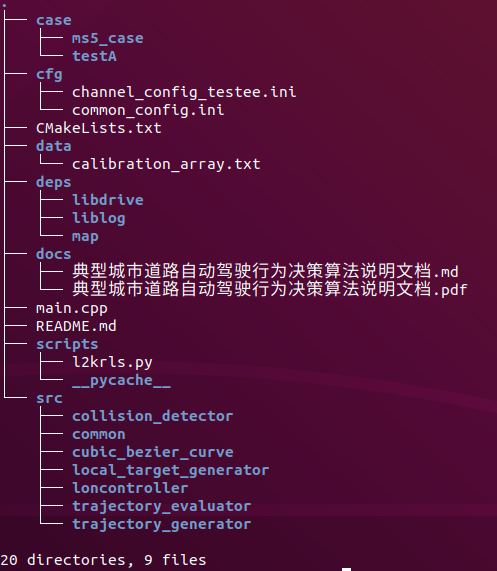 .
├── case
│   ├── ms5_case
│   └── testA
├── cfg
│   ├── channel_config_testee.ini
│   └── common_config.ini
├── CMakeLists.txt
├── data
│   └── calibration_array.txt
├── deps
│   ├── libdrive
│   ├── liblog
│   └── map
├── docs
│   ├── 典型城市道路自动驾驶行为决策算法说明文档.md
│   └── 典型城市道路自动驾驶行为决策算法说明文档.pdf
├── main.cpp
├── README.md
├── scripts
│   ├── l2krls.py
│   └── __pycache__
└── src
    ├── collision_detector
    ├── common
    ├── cubic_bezier_curve
    ├── local_target_generator
    ├── loncontroller
    ├── trajectory_evaluator
    └── trajectory_generator
20 directories, 9 files